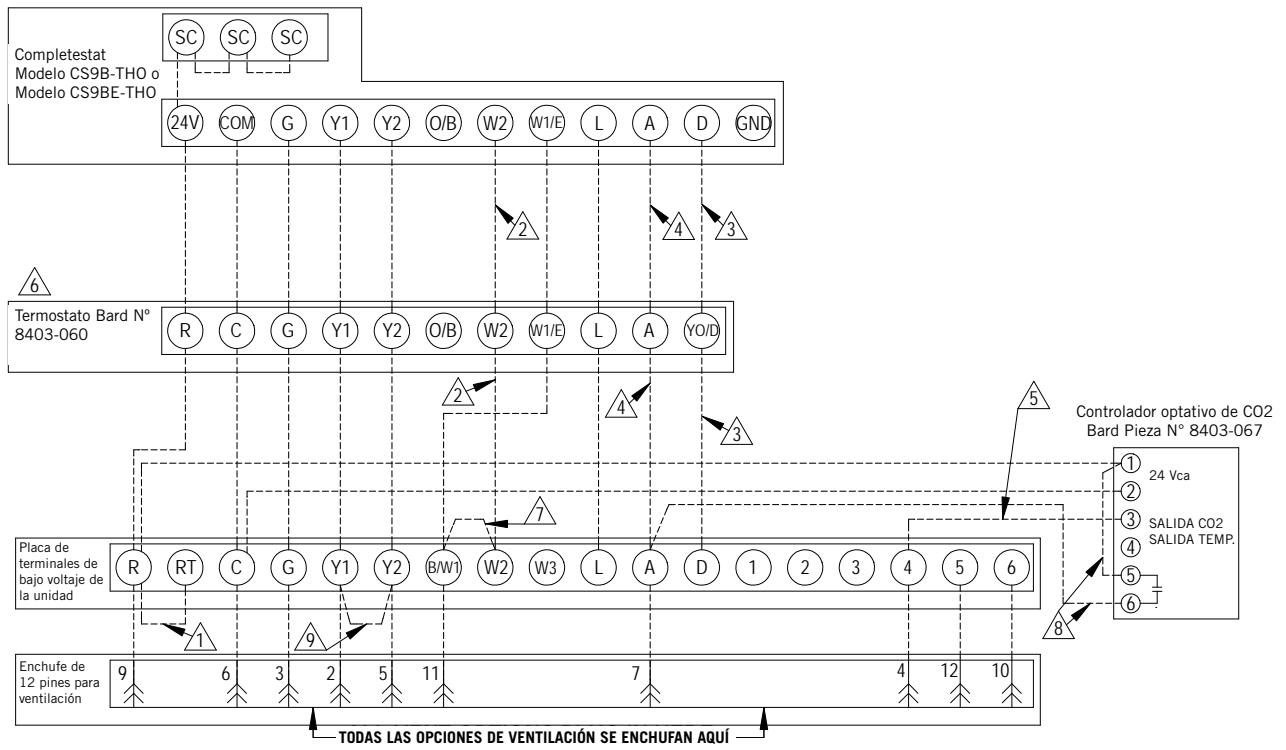 SC SC SC
Completestat
Modelo CS9B-THO o
Modelo CS9BE-THO
24V COM G Y1 Y2 O/B W2 W1/E L A D GND
2 4 3
6
Termostato Bard Nº
8403-060
R C G Y1 Y2 O/B W2 W1/E L A YO/D
2 4 3 5
Controlador optativo de CO2
Bard Pieza N° 8403-067
1 24 Vca
2
3 SALIDA CO2
4 SALIDA TEMP.
5
6
7
8
Placa de
terminales de
bajo voltaje de
la unidad
R RT C G Y1 Y2 B/W1 W2 W3 L A D 1 2 3 4 5 6
1 9
Enchufe de
12 pines para
ventilación
9 6 3 2 5 11 7 4 12 10
TODAS LAS OPCIONES DE VENTILACIÓN SE ENCHUFAN AQUÍ